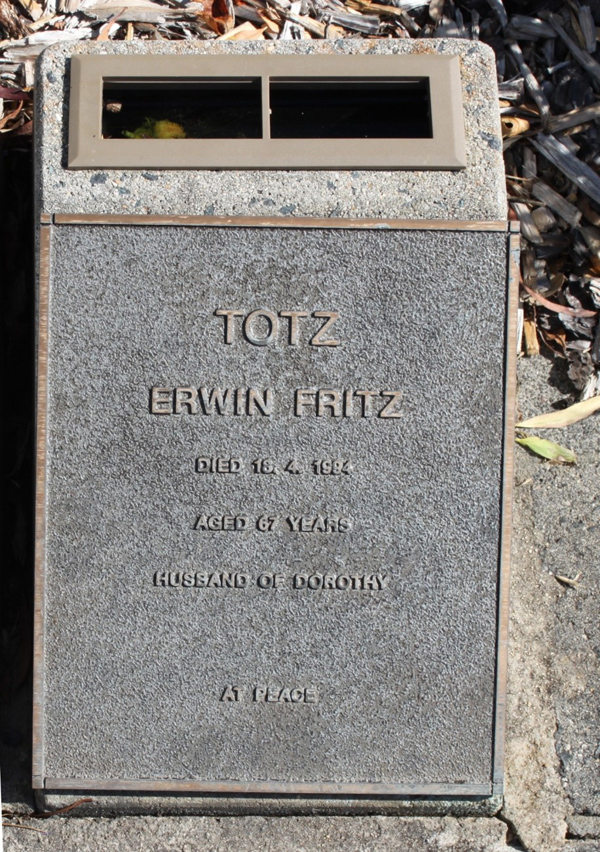 TOTZ
ERWIN FRITZ
DIED 18. 4. 1994
AGED 67 YEARS
HUSBAND OF DOROTHY
AT PEACE